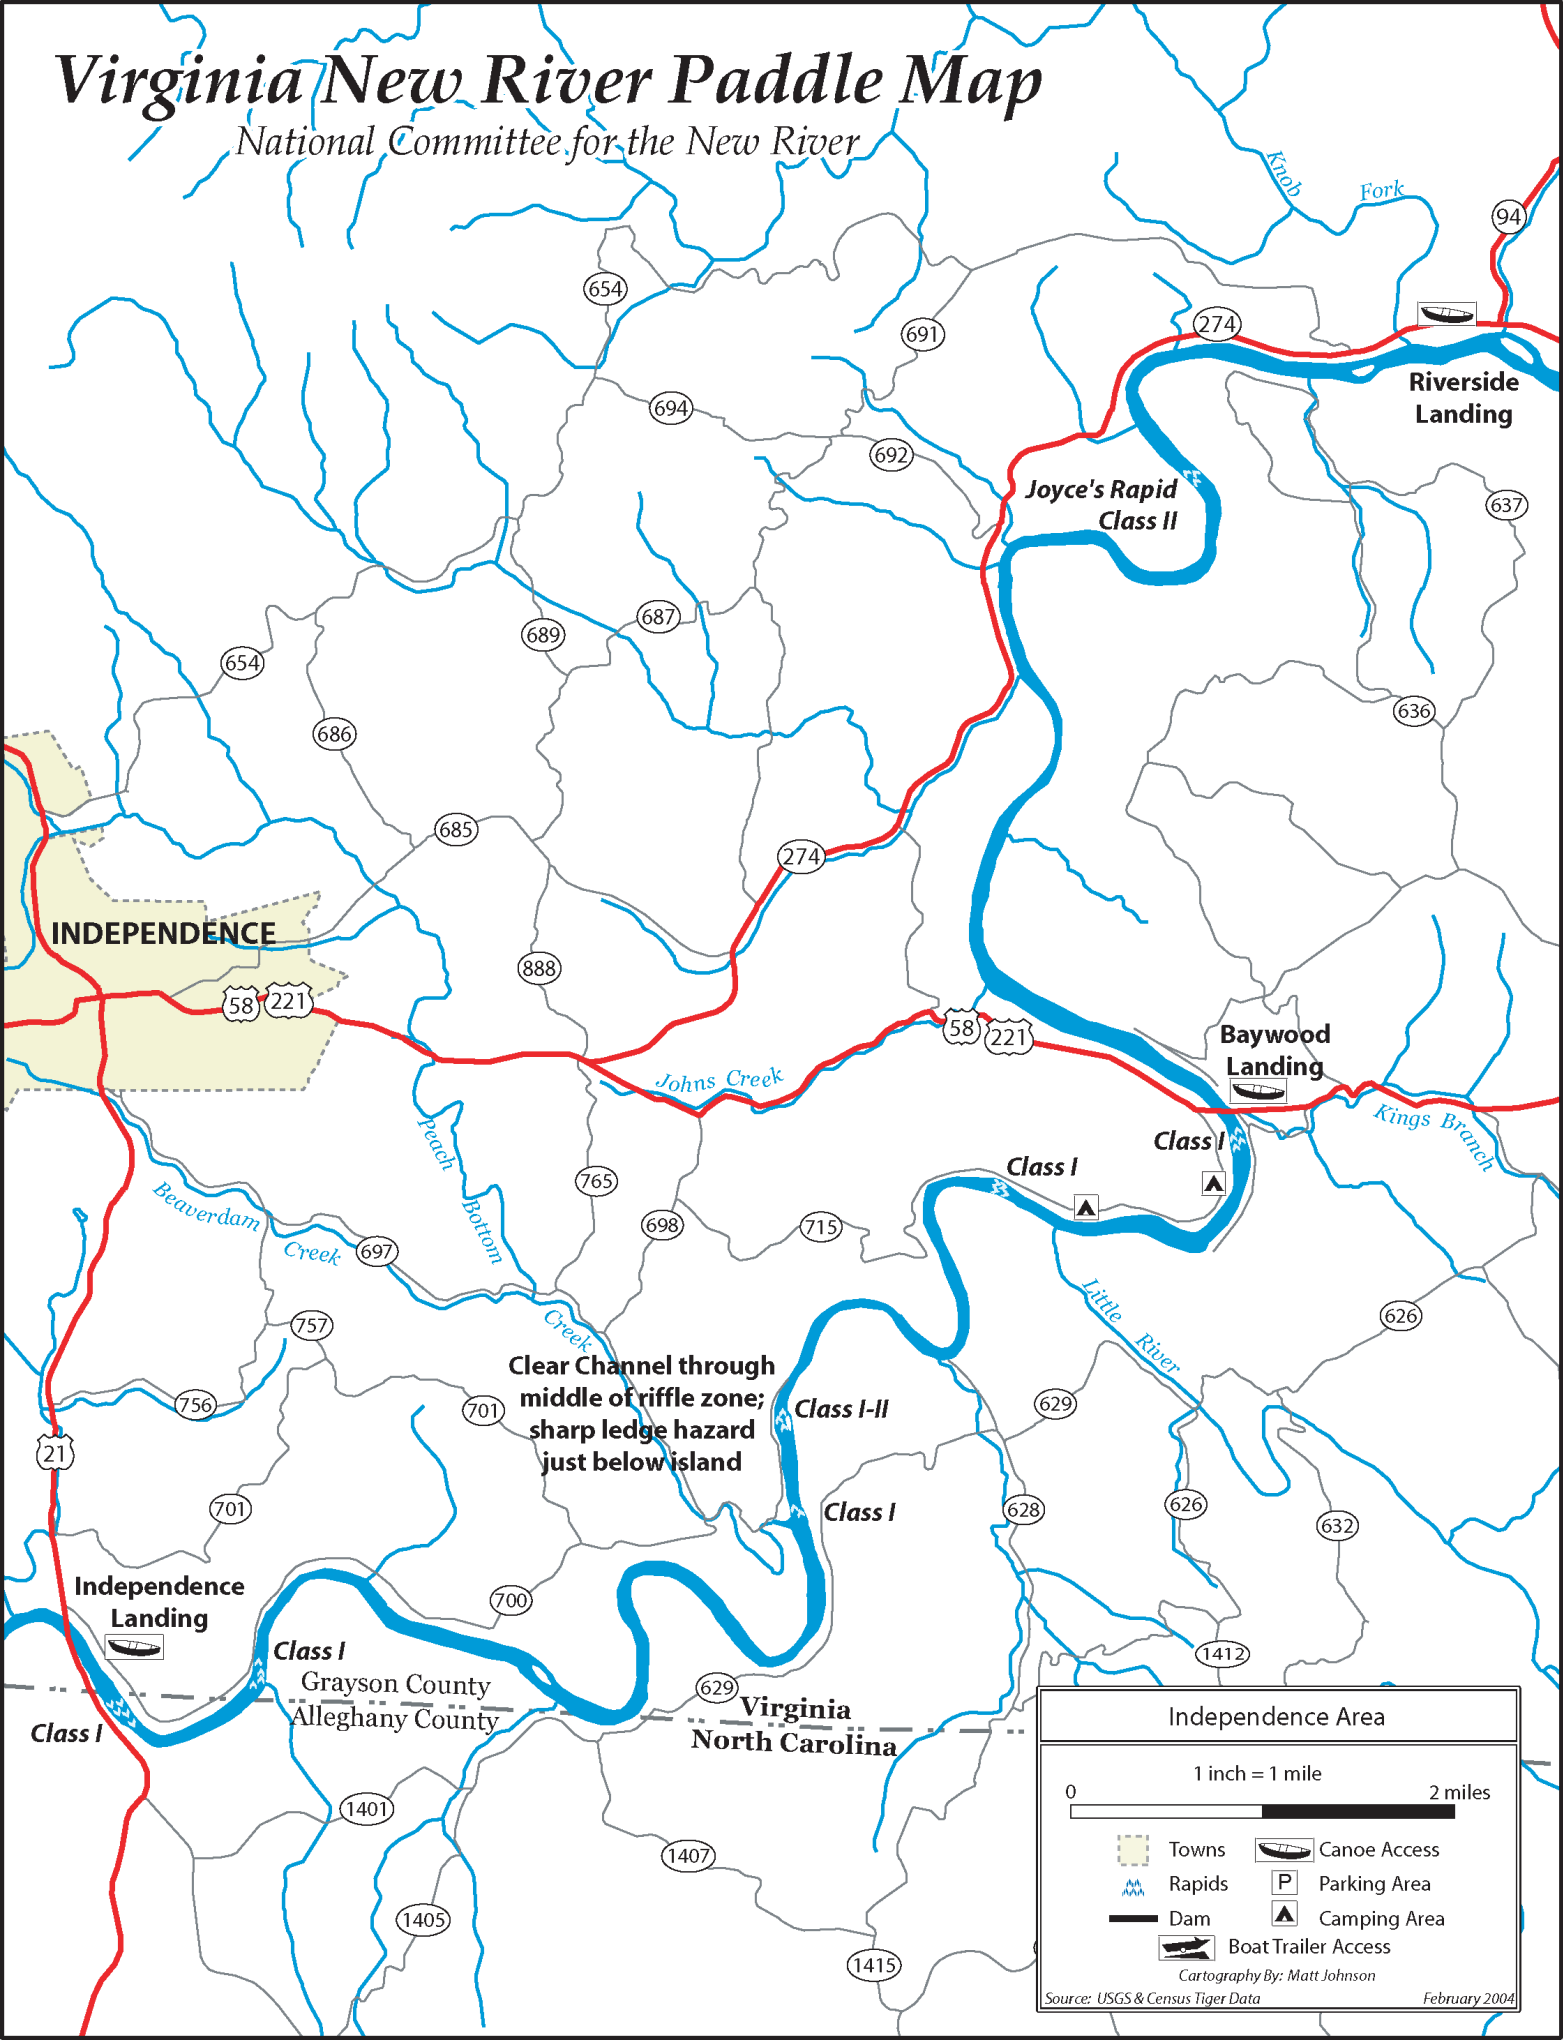 Virginia New River Paddle Map
National Committee for the New River
Knob
Fork
94
654
691
274
Riverside
Landing
694
692
Joyce's Rapid
Class II
637
689
687
654
686
636
685
274
INDEPENDENCE
888
58
221
58
221
Baywood
Landing
Johns Creek
Kings Branch
Peach
Bottom
Creek
Class I
Class I
765
Beaverdam
Creek
697
698
715
Little
River
626
757
Clear Channel through
middle of riffle zone;
sharp ledge hazard
just below island
756
701
Class I-II
629
21
701
Class I
628
626
632
Independence
Landing
700
Class I
1412
Grayson County
Alleghany County
629
Virginia
North Carolina
Class I
1401
1407
1405
1415
Independence Area
1 inch = 1 mile
0
2 miles
Towns
Canoe Access
Rapids
P
Parking Area
Dam
Camping Area
Boat Trailer Access
Cartography By: Matt Johnson
Source: USGS & Census Tiger Data
February 2004